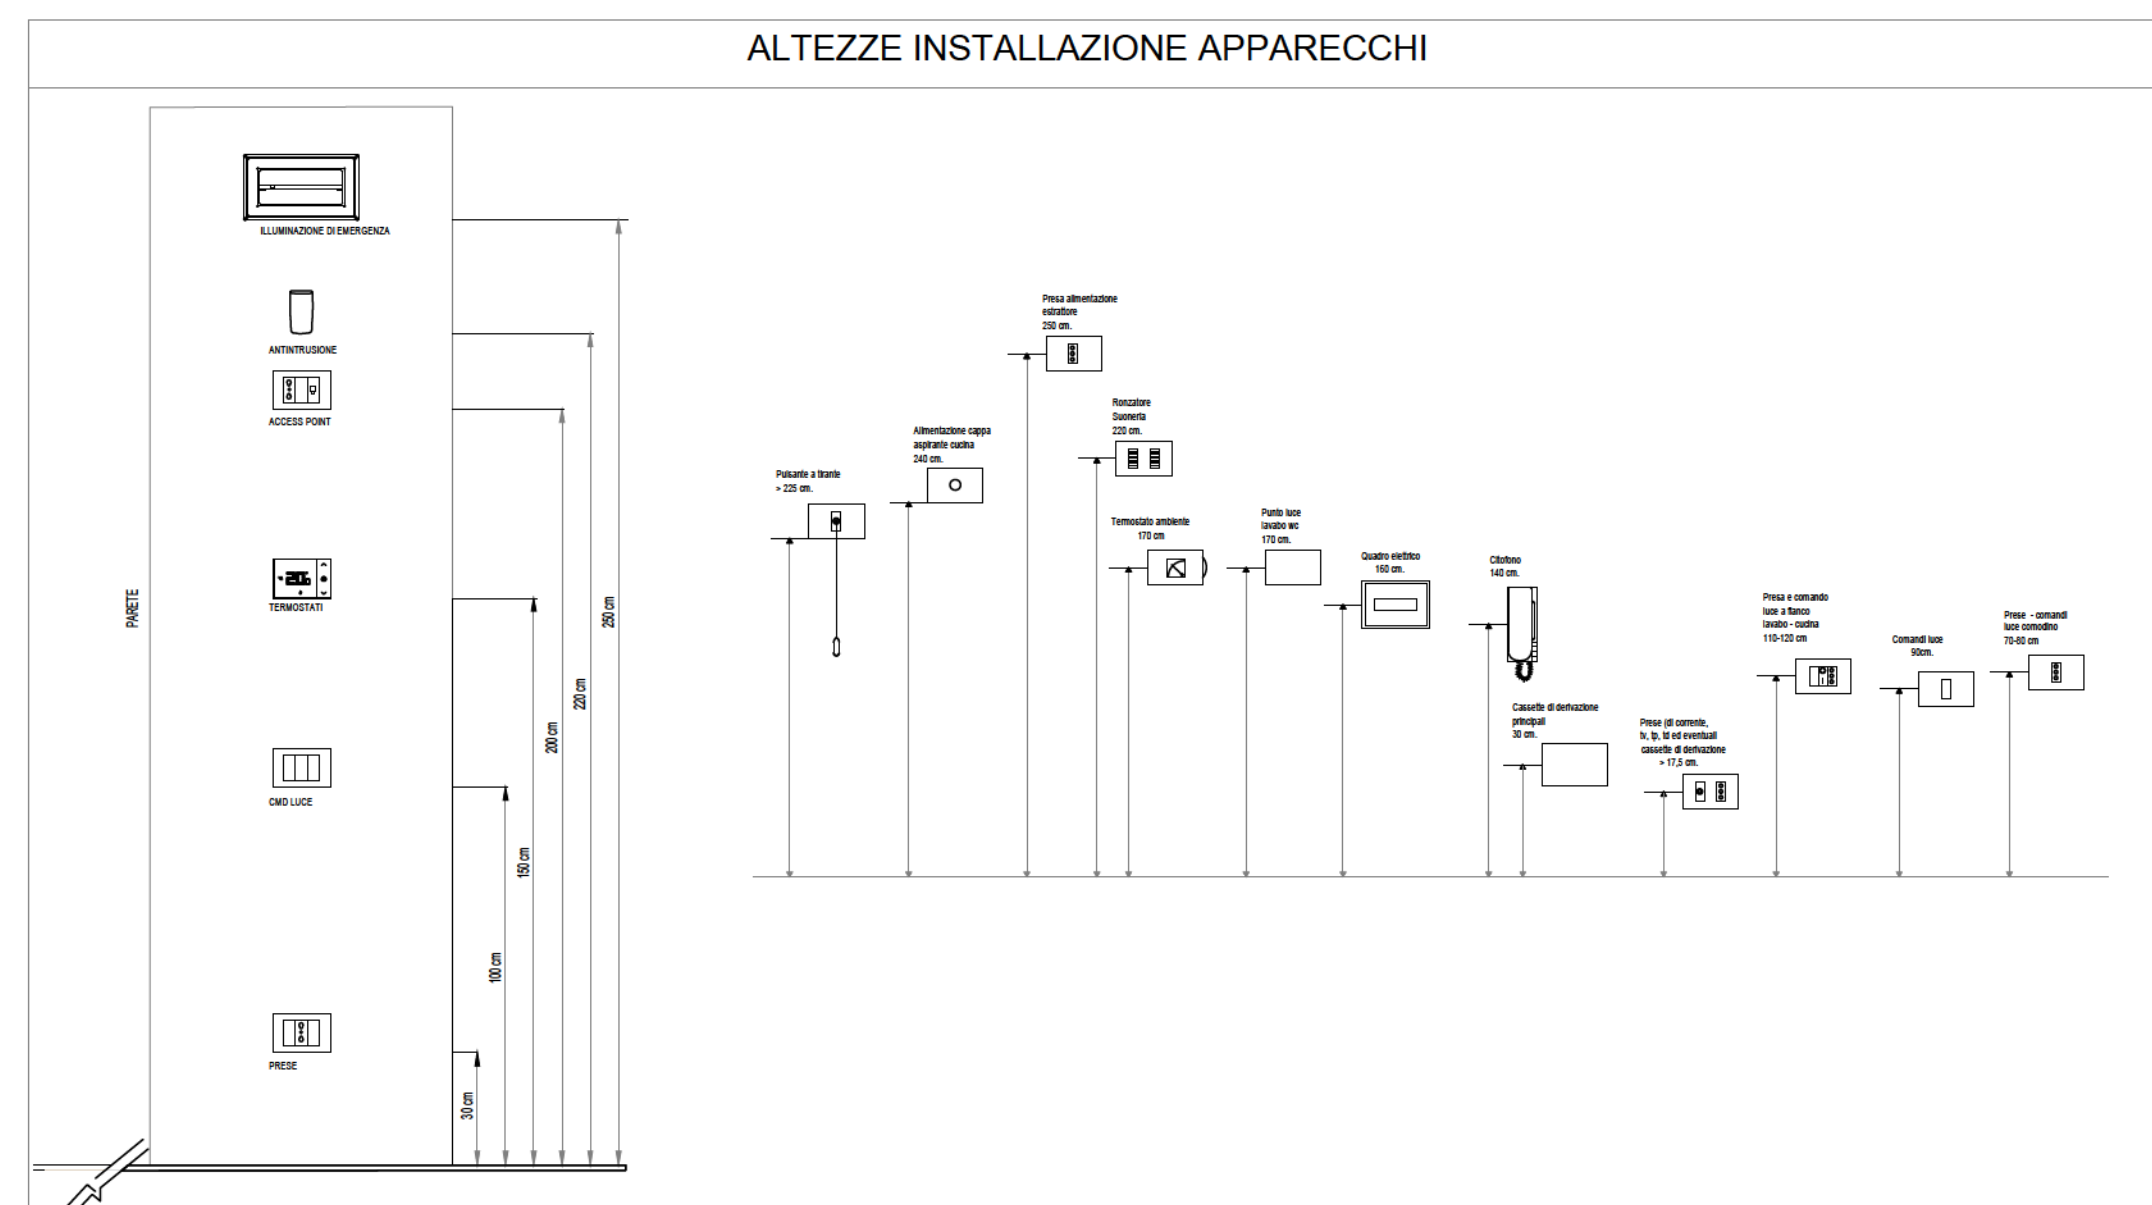 ALTEZZE INSTALLAZIONE APPARECCHI
ILLUMINAZIONE DI EMERGENZA
ANTINTRUSIONE
ACCESS POINT
20
TERMOSTATI
CMD LUCE
PRESE
PARETE
30 cm
100 cm
150 cm
200 cm
220 cm
250 cm
Pulsante a tirante
> 225 cm.
Alimentazione cappa
aspirante cucina
240 cm.
Presa alimentazione
estrattore
250 cm.
Ronzatore
Suoneria
220 cm.
Termostato ambiente
170 cm
Punto luce
lavabo wc
170 cm.
Quadro elettrico
160 cm.
Citofono
140 cm.
Cassette di derivazione
principali
30 cm.
Prese (di corrente,
tv, tp, td ed eventuali
cassette di derivazione
> 17,5 cm.
Presa e comando
luce a fianco
lavabo - cucina
110-120 cm
Comandi luce
90cm.
Prese - comandi
luce comodino
70-80 cm